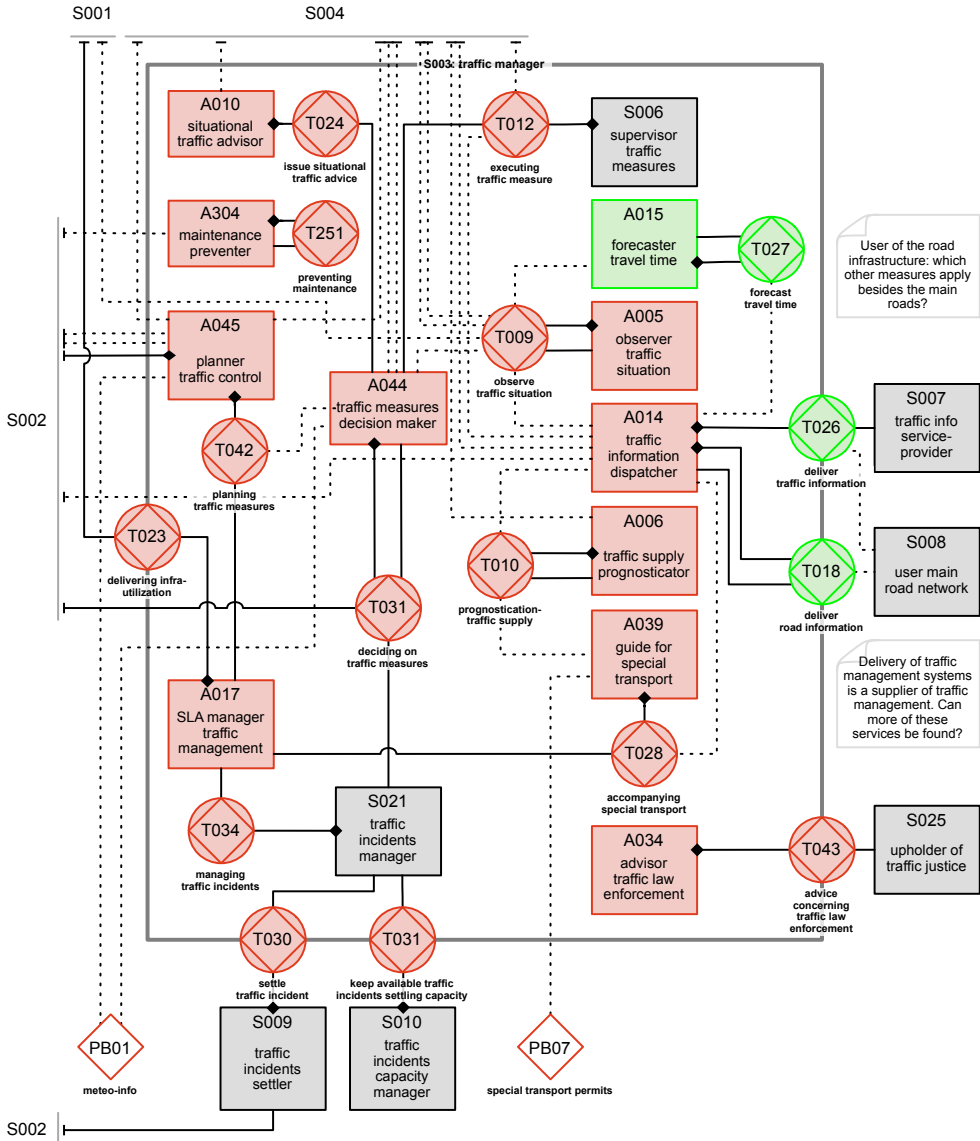 S001
S004
S003: traffic manager
A010
situational
traffic advisor
T024
issue situational
traffic advice
T012
executing
traffic measure
S006
supervisor
traffic
measures
A304
maintenance
preventer
T251
preventing
maintenance
A015
forecaster
travel time
T027
forecast
travel time
User of the road
infrastructure: which
other measures apply
besides the main
roads?
A045
planner
traffic control
T009
observe
traffic situation
A005
observer
traffic
situation
A044
traffic measures
decision maker
S002
T042
planning
traffic measures
A014
traffic
information
dispatcher
T026
deliver
traffic information
S007
traffic info
service-
provider
T023
delivering infra-
utilization
T010
prognostication-
traffic supply
A006
traffic supply
prognosticator
T018
deliver
road information
S008
user main
road network
T031
deciding on
traffic measures
A039
guide for
special
transport
Delivery of traffic
management systems
is a supplier of traffic
management. Can
more of these
services be found?
A017
SLA manager
traffic
management
T028
accompanying
special transport
T034
managing
traffic incidents
S021
traffic
incidents
manager
A034
advisor
traffic law
enforcement
T043
advice
concerning
traffic law
enforcement
S025
upholder of
traffic justice
T030
settle
traffic incident
T031
keep available traffic
incidents settling capacity
PB01
meteo-info
S009
traffic
incidents
settler
S010
traffic
incidents
capacity
manager
PB07
special transport permits
S002